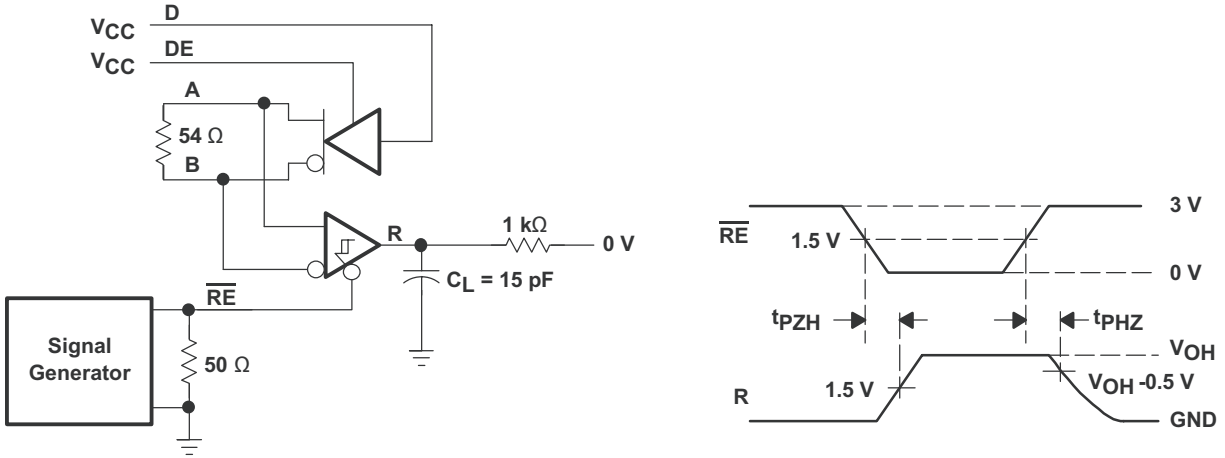 D
VCC
DE
VCC
A
54 Ω
B
R
1 kΩ
0 V
CL = 15 pF
RE
Signal
Generator
50 Ω
3 V
RE
1.5 V
0 V
tPZH
tPHZ
VOH
1.5 V
VOH -0.5 V
R
GND